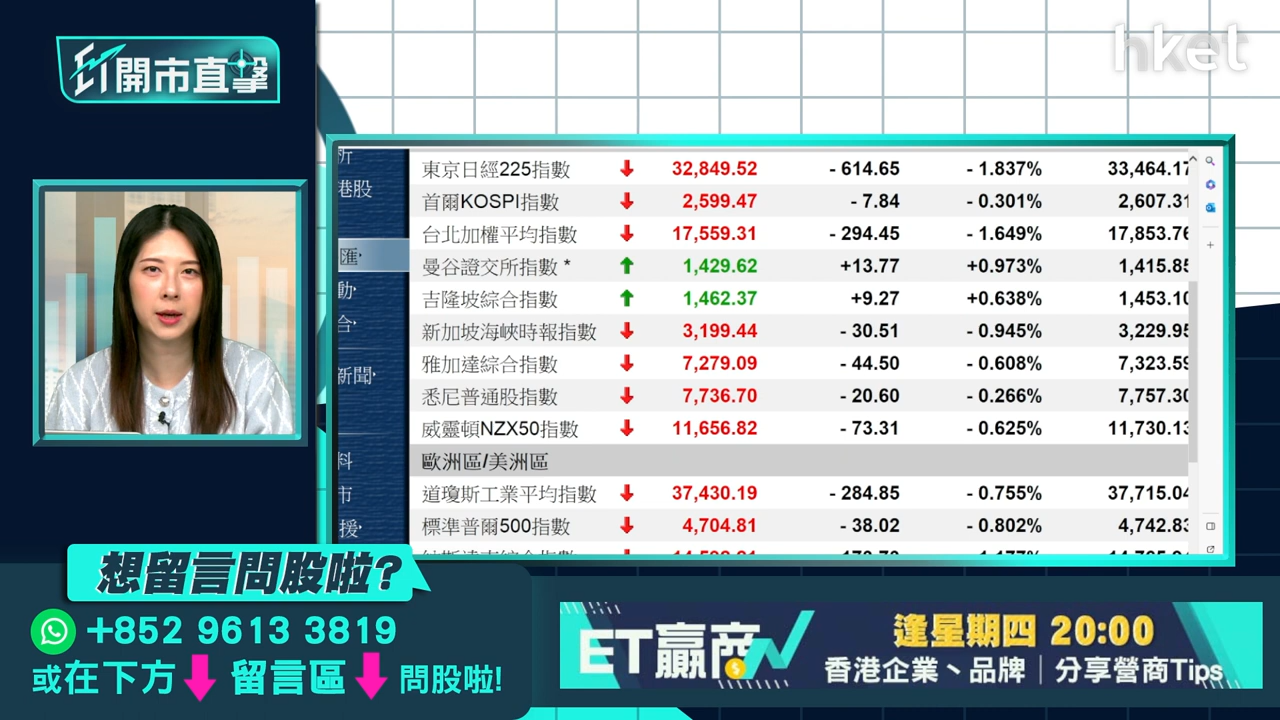 ET開市直擊
hket
港股
匯
動
合
新聞
科
市
援
東京日經225指數 32,849.52 - 614.65 - 1.837% 33,464.17
首爾KOSPI指數 2,599.47 - 7.84 - 0.301% 2,607.31
台北加權平均指數 17,559.31 - 294.45 - 1.649% 17,853.76
曼谷證交所指數 * 1,429.62 +13.77 +0.973% 1,415.85
吉隆坡綜合指數 1,462.37 +9.27 +0.638% 1,453.10
新加坡海峽時報指數 3,199.44 - 30.51 - 0.945% 3,229.95
雅加達綜合指數 7,279.09 - 44.50 - 0.608% 7,323.59
悉尼普通股指數 7,736.70 - 20.60 - 0.266% 7,757.30
威靈頓NZX50指數 11,656.82 - 73.31 - 0.625% 11,730.13
歐洲區/美洲區
道瓊斯工業平均指數 37,430.19 - 284.85 - 0.755% 37,715.04
標準普爾500指數 4,704.81 - 38.02 - 0.802% 4,742.83
想留言問股啦?
+852 9613 3819
或在下方 留言區 問股啦!
ET贏商
逢星期四 20:00
香港企業、品牌｜分享營商Tips